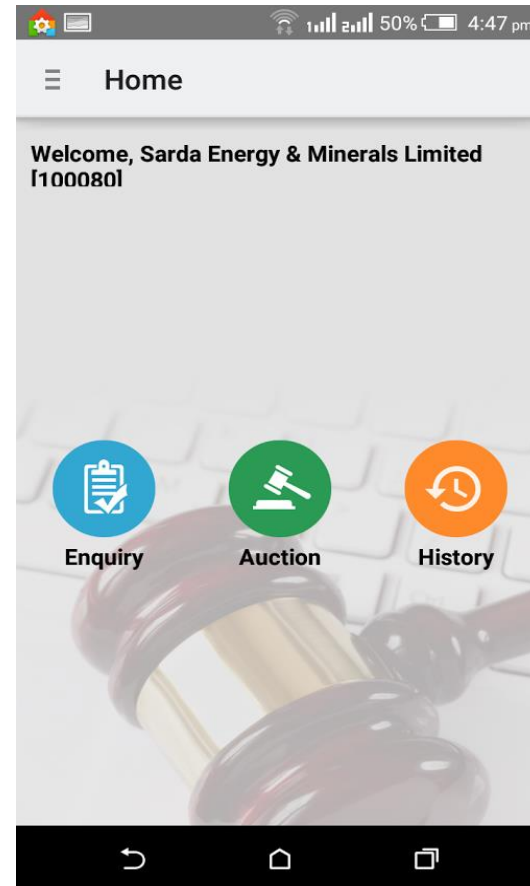 50% 4:47 pm
Home
Welcome, Sarda Energy & Minerals Limited
[100080]
Enquiry Auction History